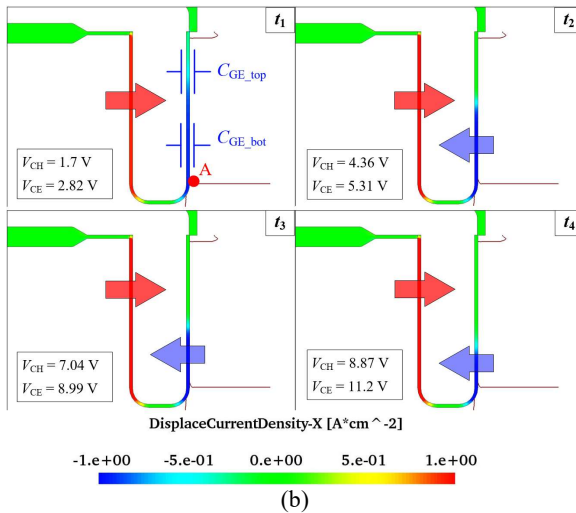 t1
CGE_top
CGE_bot
A
VCH = 1.7 V
VCE = 2.82 V
t2
VCH = 4.36 V
VCE = 5.31 V
t3
VCH = 7.04 V
VCE = 8.99 V
t4
VCH = 8.87 V
VCE = 11.2 V
DisplaceCurrentDensity-X [A*cm^-2]
-1.e+00 -5.e-01 0.e+00 5.e-01 1.e+00
(b)